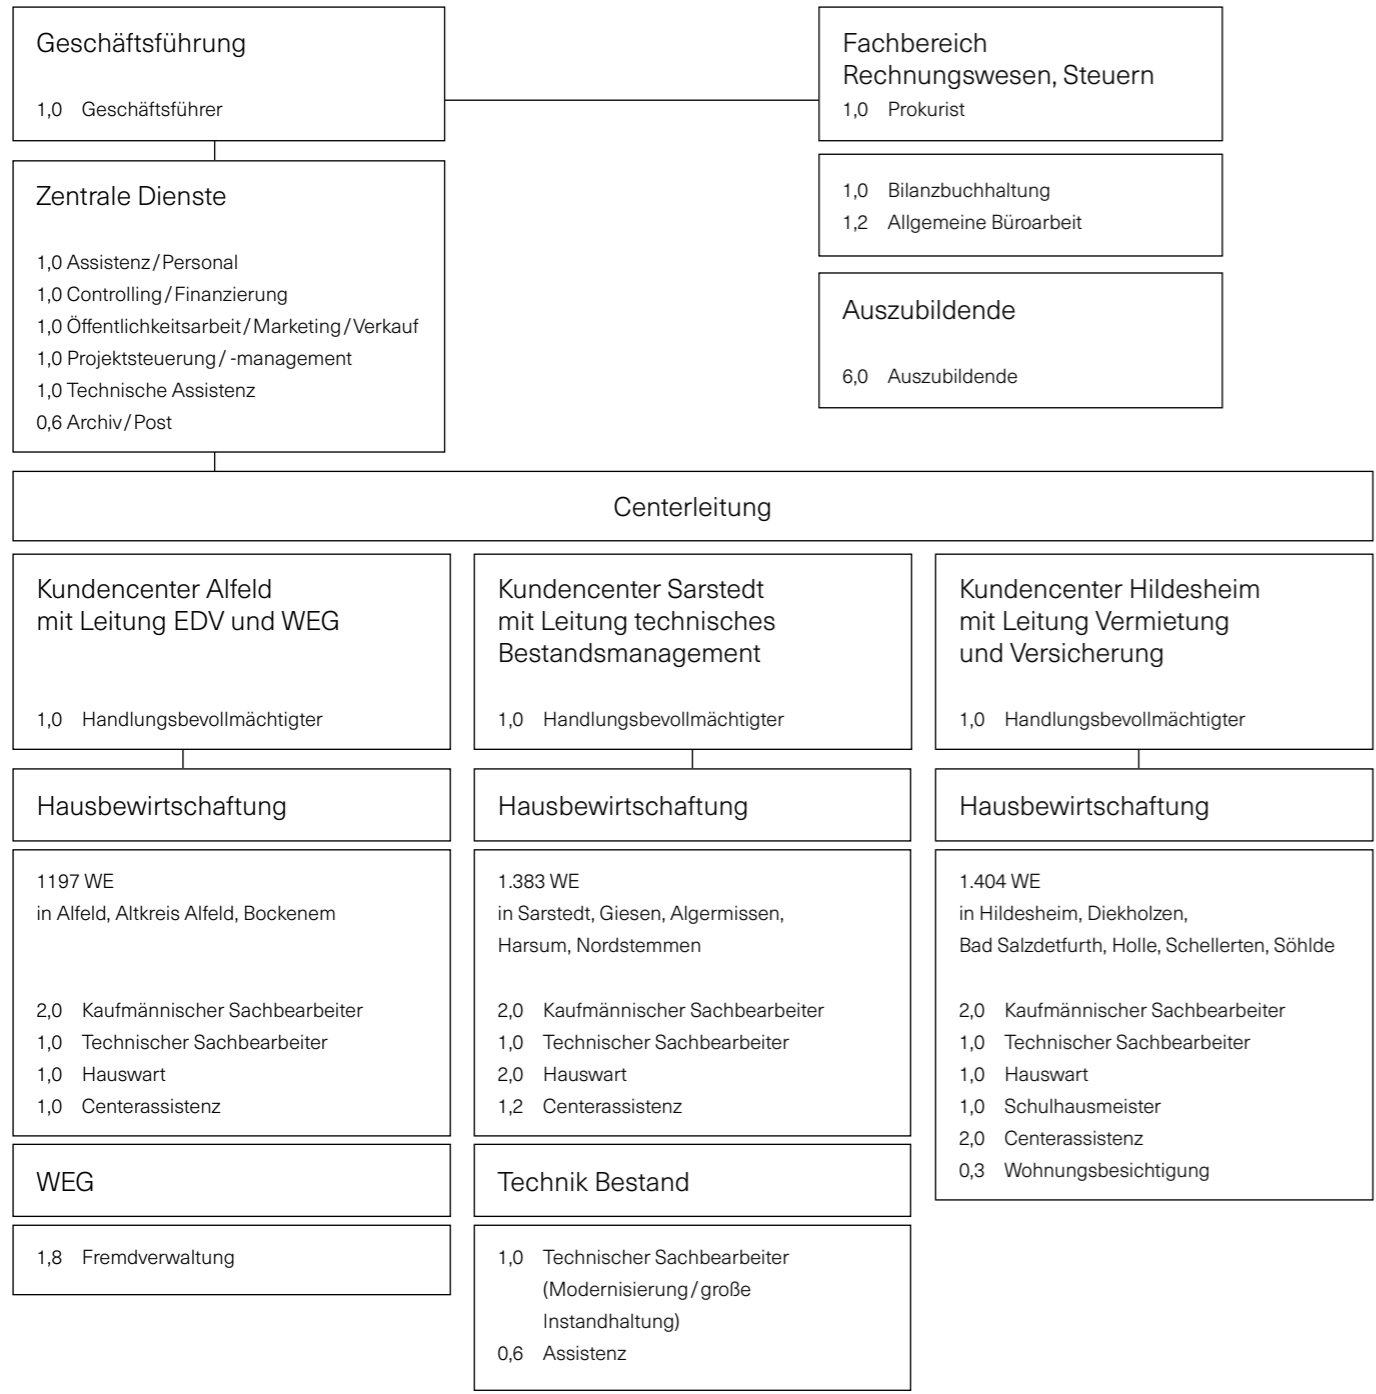 Geschäftsführung
1,0 Geschäftsführer
Fachbereich
Rechnungswesen, Steuern
1,0 Prokurist
Zentrale Dienste
1,0 Assistenz/Personal
1,0 Controlling/Finanzierung
1,0 Öffentlichkeitsarbeit/Marketing/Verkauf
1,0 Projektsteuerung/ -management
1,0 Technische Assistenz
0,6 Archiv/Post
1,0 Bilanzbuchhaltung
1,2 Allgemeine Büroarbeit
Auszubildende
6,0 Auszubildende
Centerleitung
Kundencenter Alfeld
mit Leitung EDV und WEG
1,0 Handlungsbevollmächtigter
Hausbewirtschaftung
1197 WE
in Alfeld, Altkreis Alfeld, Bockenem
2,0 Kaufmännischer Sachbearbeiter
1,0 Technischer Sachbearbeiter
1,0 Hauswart
1,0 Centerassistenz
WEG
1,8 Fremdverwaltung
Kundencenter Sarstedt
mit Leitung technisches
Bestandsmanagement
1,0 Handlungsbevollmächtigter
Hausbewirtschaftung
1.383 WE
in Sarstedt, Giesen, Algermissen,
Harsum, Nordstemmen
2,0 Kaufmännischer Sachbearbeiter
1,0 Technischer Sachbearbeiter
2,0 Hauswart
1,2 Centerassistenz
Technik Bestand
1,0 Technischer Sachbearbeiter
(Modernisierung/große
Instandhaltung)
0,6 Assistenz
Kundencenter Hildesheim
mit Leitung Vermietung
und Versicherung
1,0 Handlungsbevollmächtigter
Hausbewirtschaftung
1.404 WE
in Hildesheim, Diekholzen,
Bad Salzdetfurth, Holle, Schellerten, Söhlde
2,0 Kaufmännischer Sachbearbeiter
1,0 Technischer Sachbearbeiter
1,0 Hauswart
1,0 Schulhausmeister
2,0 Centerassistenz
0,3 Wohnungsbesichtigung